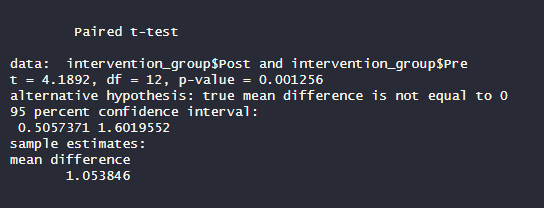 Paired t-test
data:  intervention_group$Post and intervention_group$Pre
t = 4.1892, df = 12, p-value = 0.001256
alternative hypothesis: true mean difference is not equal to 0
95 percent confidence interval:
 0.5057371 1.6019552
sample estimates:
mean difference
       1.053846